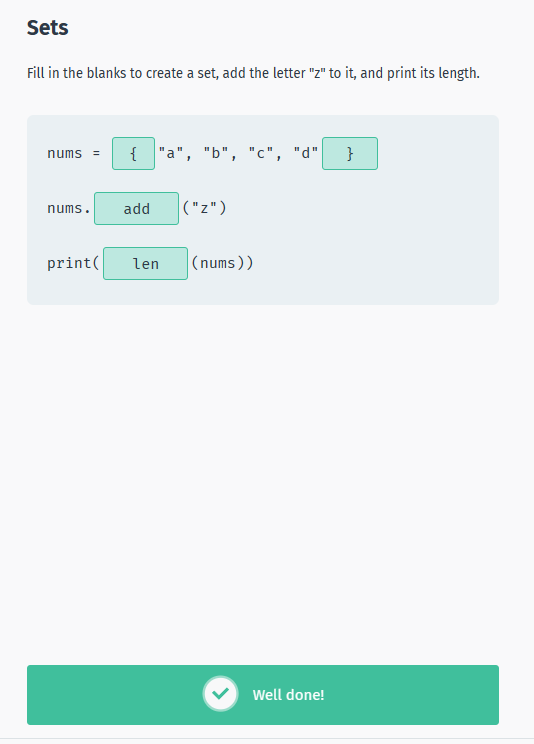 Sets
Fill in the blanks to create a set, add the letter "z" to it, and print its length.
nums = { "a", "b", "c", "d" }
nums. add ("z")
print( len (nums))
Well done!